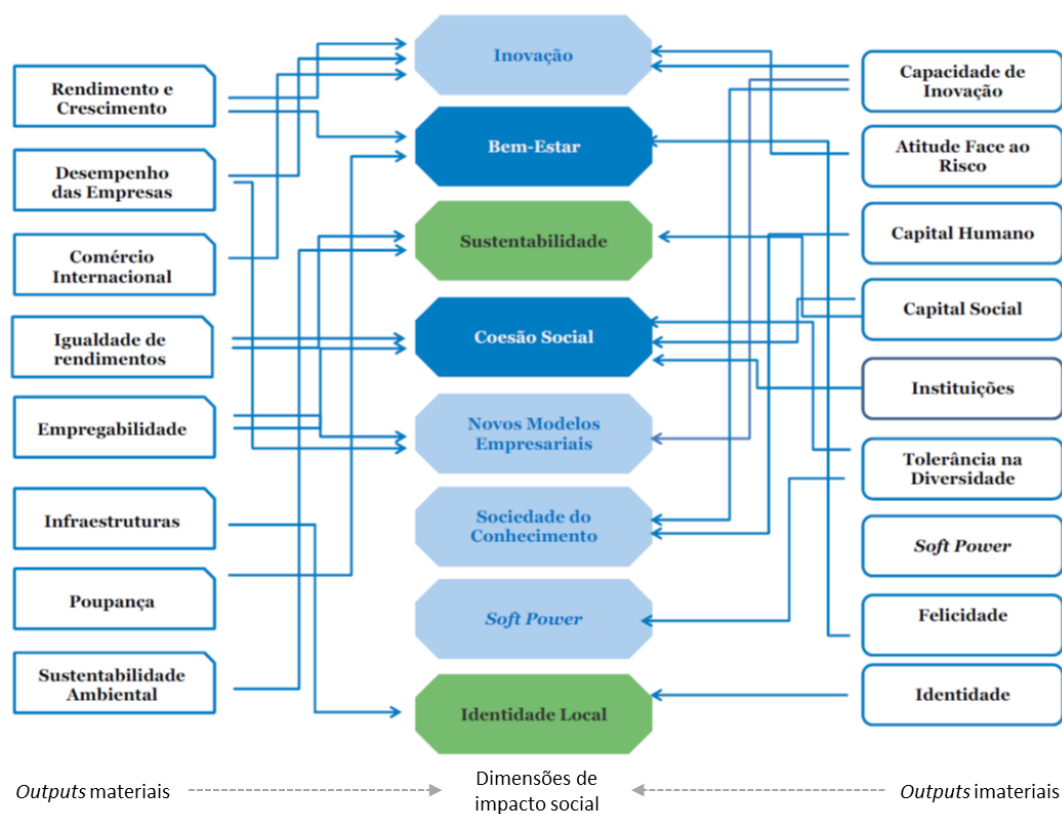 Rendimento e
Crescimento
Desempenho
das Empresas
Comércio
Internacional
Igualdade de
rendimentos
Empregabilidade
Infraestruturas
Poupança
Sustentabilidade
Ambiental
Inovação
Bem-Estar
Sustentabilidade
Coesão Social
Novos Modelos
Empresariais
Sociedade do
Conhecimento
Soft Power
Identidade Local
Capacidade de
Inovação
Atitude Face ao
Risco
Capital Humano
Capital Social
Instituições
Tolerância na
Diversidade
Soft Power
Felicidade
Identidade
Outputs materiais
Dimensões de
impacto social
Outputs imateriais